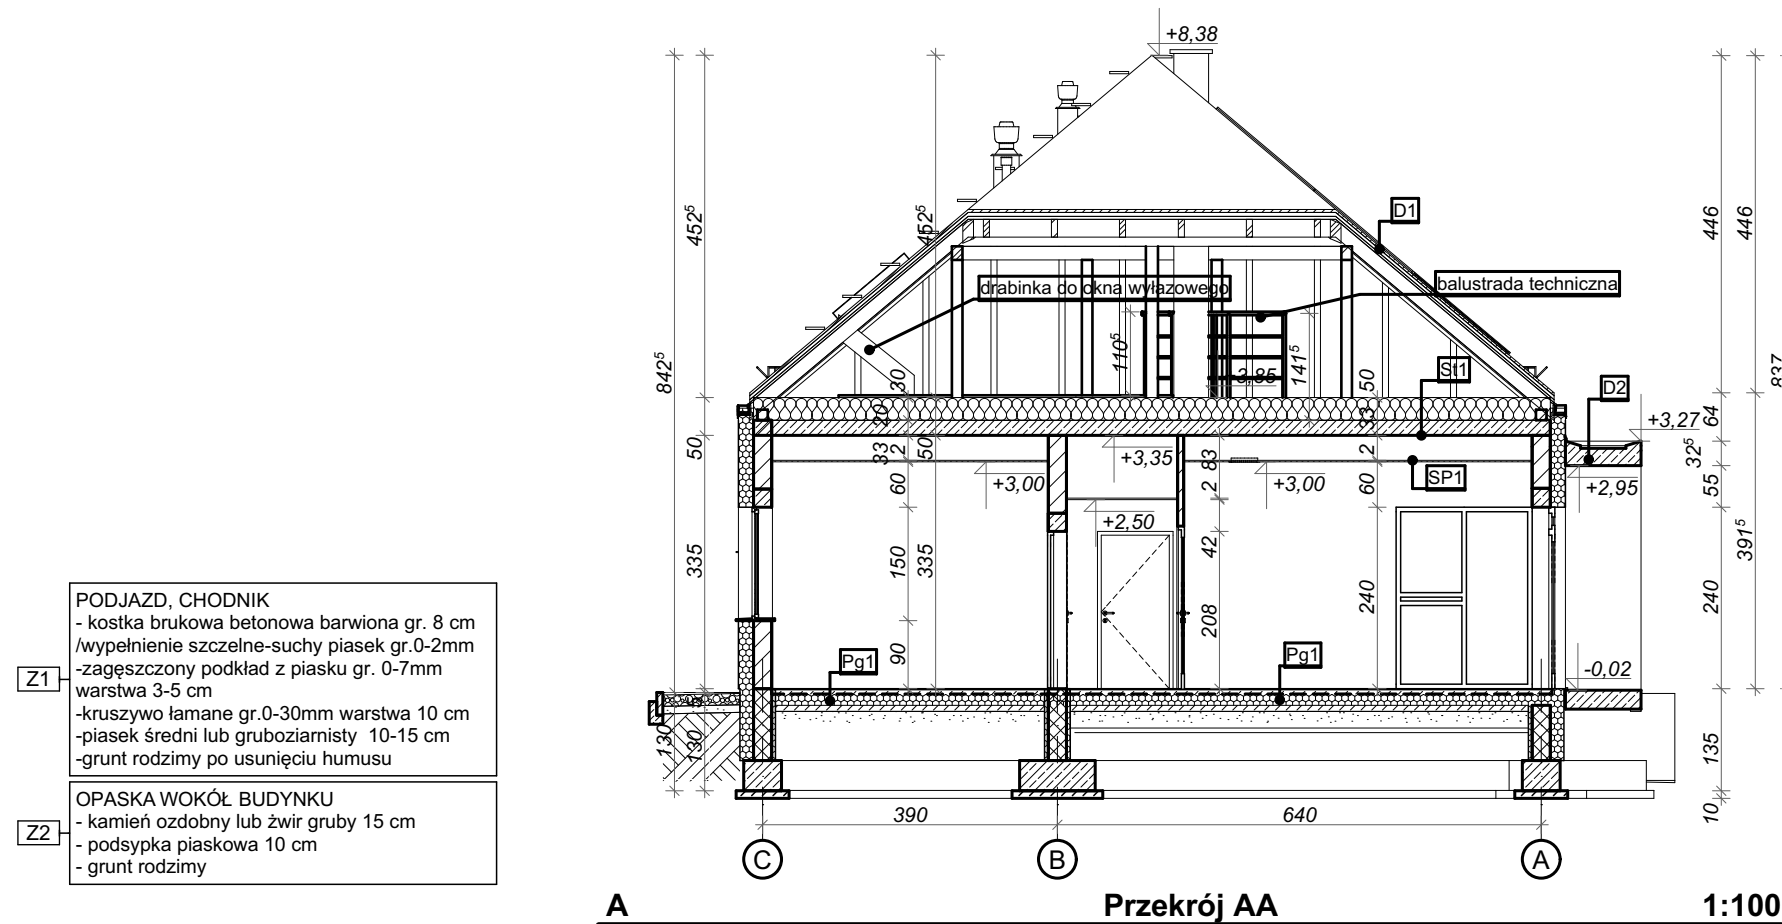 +8,38
452⁵
452⁵
446
446
D1
drabinka do okna wyłazowego
balustrada techniczna
842⁵
110⁵
141⁵
837
30
50
-3,85
St1
D2
20
33
+3,27
64
50
33
2
50
+3,35
83
2
32⁵
+3,00
+3,00
SP1
60
2
60
+2,95
55
+2,50
335
150
335
42
240
240
391⁵
208
90
Pg1
Pg1
-0,02
5
130
130
135
10
390
640
C
B
A
Z1
PODJAZD, CHODNIK
- kostka brukowa betonowa barwiona gr. 8 cm
/wypełnienie szczelne-suchy piasek gr.0-2mm
-zagęszczony podkład z piasku gr. 0-7mm
warstwa 3-5 cm
-kruszywo łamane gr.0-30mm warstwa 10 cm
-piasek średni lub gruboziarnisty 10-15 cm
-grunt rodzimy po usunięciu humusu
Z2
OPASKA WOKÓŁ BUDYNKU
- kamień ozdobny lub żwir gruby 15 cm
- podsypka piaskowa 10 cm
- grunt rodzimy
A Przekrój AA 1:100